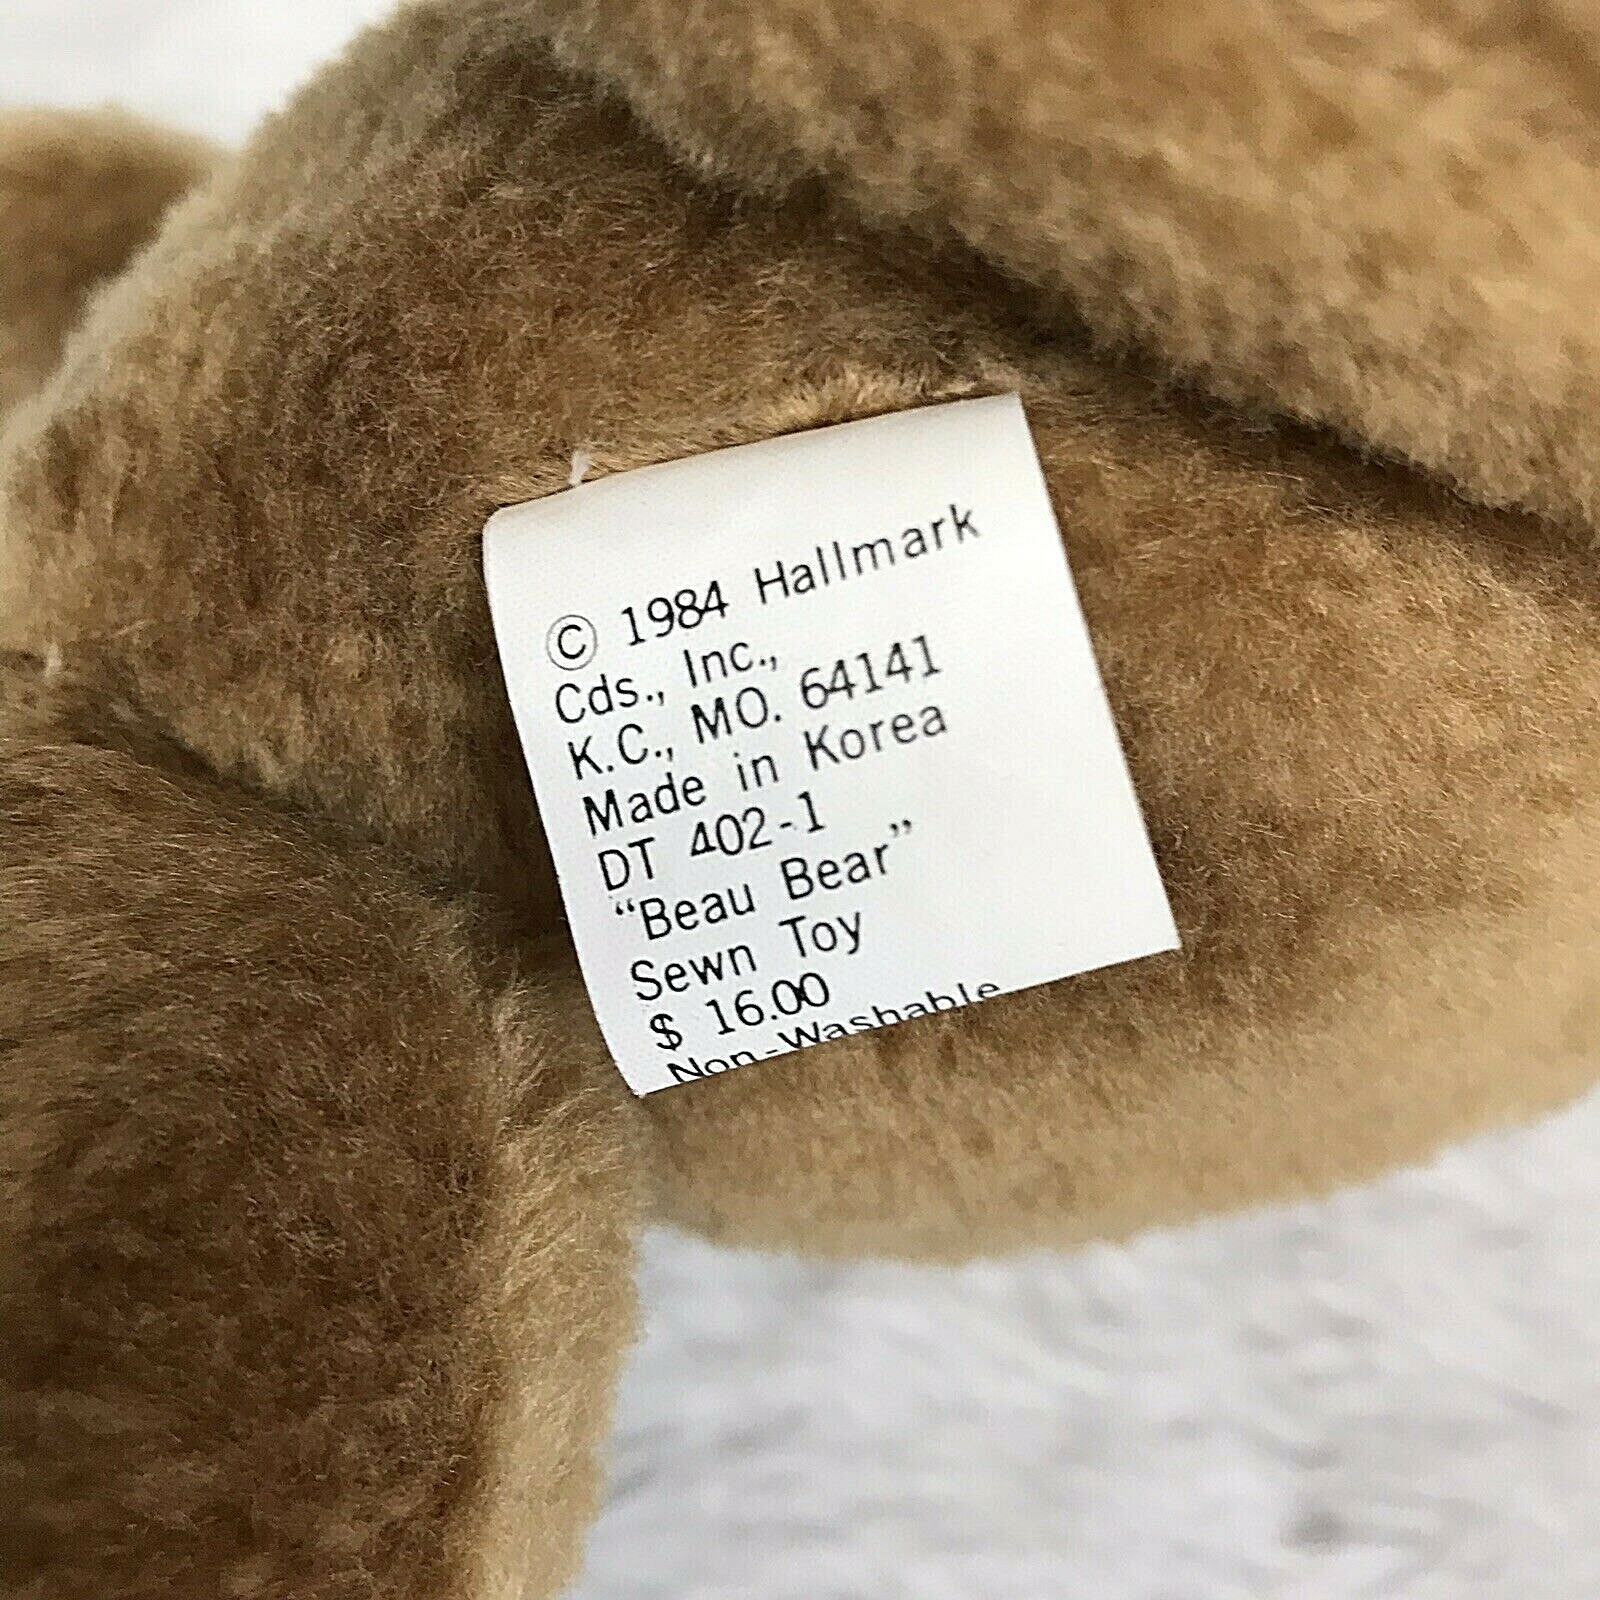 © 1984 Hallmark
Cds., Inc.,
K.C., MO. 64141
Made in Korea
DT 402-1
“Beau Bear”
Sewn Toy
$ 16.00
Non-Washable